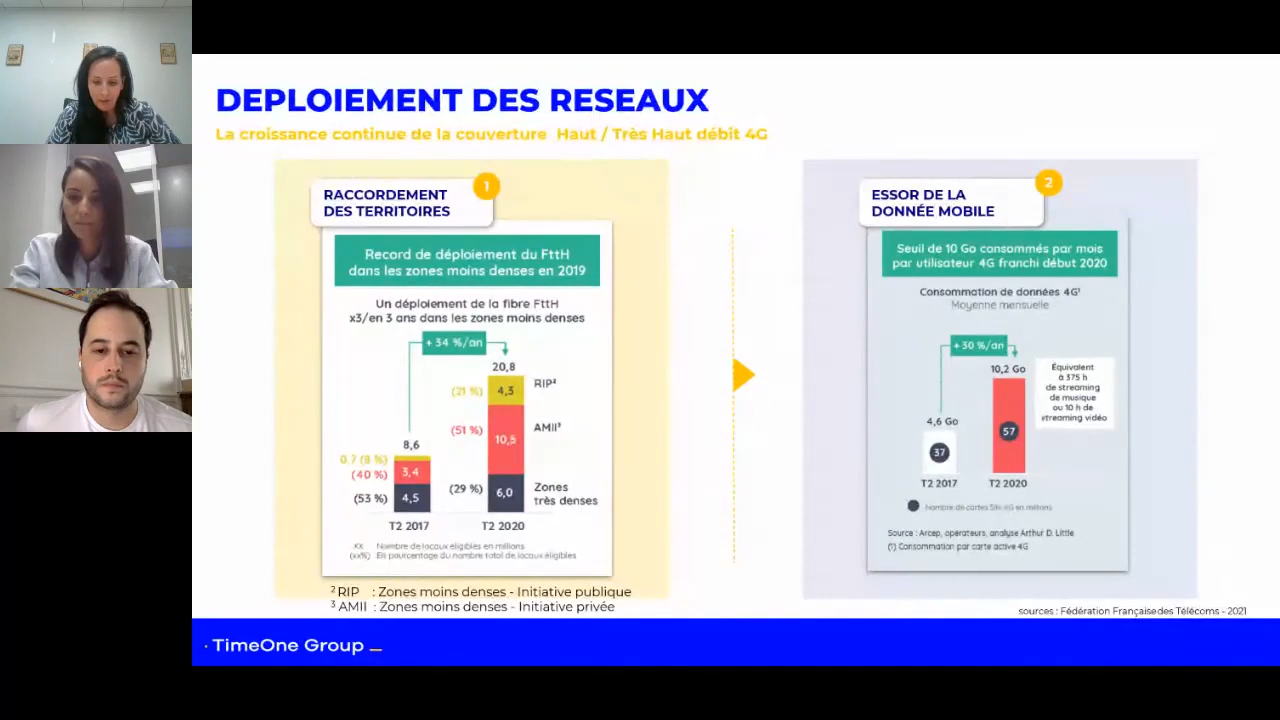 DEPLOIEMENT DES RESEAUX
La croissance continue de la couverture Haut / Très Haut débit 4G
1
RACCORDEMENT
DES TERRITOIRES
Record de déploiement du FttH
dans les zones moins denses en 2019
Un déploiement de la fibre FttH
x3/en 3 ans dans les zones moins denses
+ 34 %/an
20,8
(21 %) 4,3 RIP²
(51 %) 10,5 AMII³
8,6
0,7 (8 %)
(40 %) 3,4
(53 %) 4,5
(29 %) 6,0 Zones
très denses
T2 2017 T2 2020
xx Nombre de locaux éligibles en millions
(xx%) En pourcentage du nombre total de locaux éligibles
² RIP : Zones moins denses - Initiative publique
³ AMII : Zones moins denses - Initiative privée
2
ESSOR DE LA
DONNÉE MOBILE
Seuil de 10 Go consommés par mois
par utilisateur 4G franchi début 2020
Consommation de données 4G¹
Moyenne mensuelle
+30 %/an
10,2 Go
Équivalent
à 375 h
de streaming
de musique
ou 10 h de
streaming vidéo
4,6 Go
57
37
T2 2017 T2 2020
Nombre de cartes SIM 4G en millions
Source : Arcep, operateurs, analyse Arthur D. Little
(1) Consommation par carte active 4G
sources : Fédération Française des Télécoms - 2021
TimeOne Group